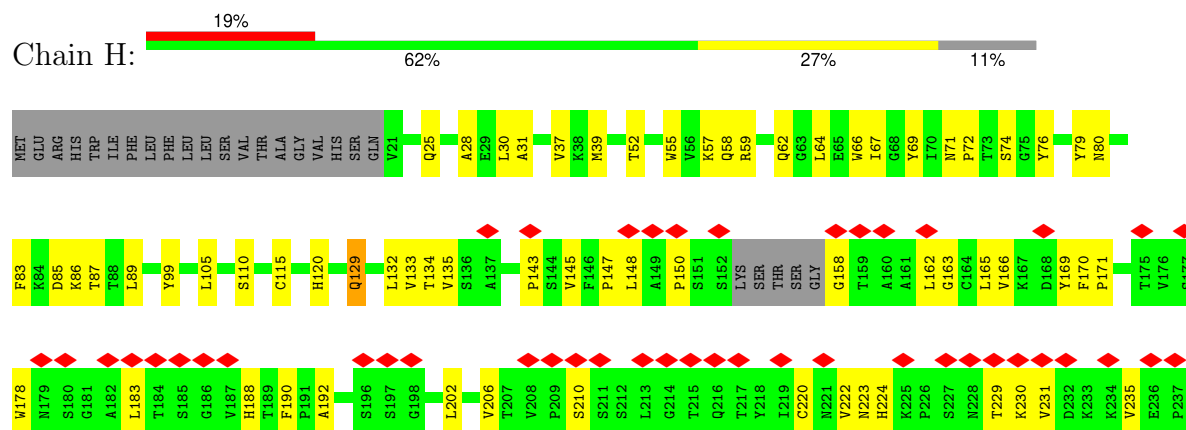 19%
Chain H:
62% 27% 11%
MET GLU ARG HIS TRP ILE PHE LEU PHE LEU LEU SER VAL THR ALA GLY VAL HIS SER GLN V21 Q25 A28 E29 L30 A31 V37 K38 M39 T52 W55 V56 K57 Q58 R59 Q62 G63 L64 E65 W66 I67 G68 Y69 I70 N71 P72 T73 S74 G75 Y76 Y79 N80
F83 K84 D85 K86 T87 T88 L89 Y99 L105 S110 C115 H120 Q129 L132 V133 T134 V135 S136 A137 P143 S144 V145 F146 P147 L148 A149 P150 S151 S152 LYS SER THR SER GLY G158 T159 A160 A161 L162 G163 C164 L165 V166 K167 D168 Y169 F170 P171 T175 V176 S177
W178 N179 S180 G181 A182 L183 T184 S185 G186 V187 H188 T189 F190 P191 A192 S196 S197 G198 L202 V206 T207 V208 P209 S210 S211 S212 L213 G214 T215 Q216 T217 Y218 I219 C220 N221 V222 N223 H224 K225 P226 S227 N228 T229 K230 V231 D232 K233 K234 V235 E236 P237